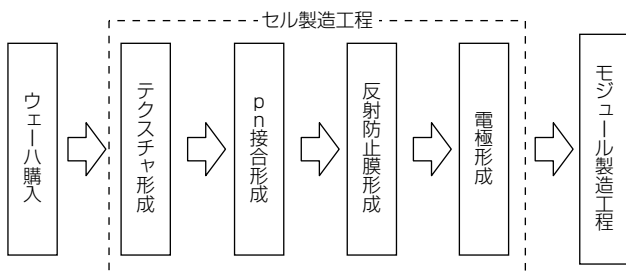 セル製造工程
ウェーハ購入
テクスチャ形成
pn接合形成
反射防止膜形成
電極形成
モジュール製造工程